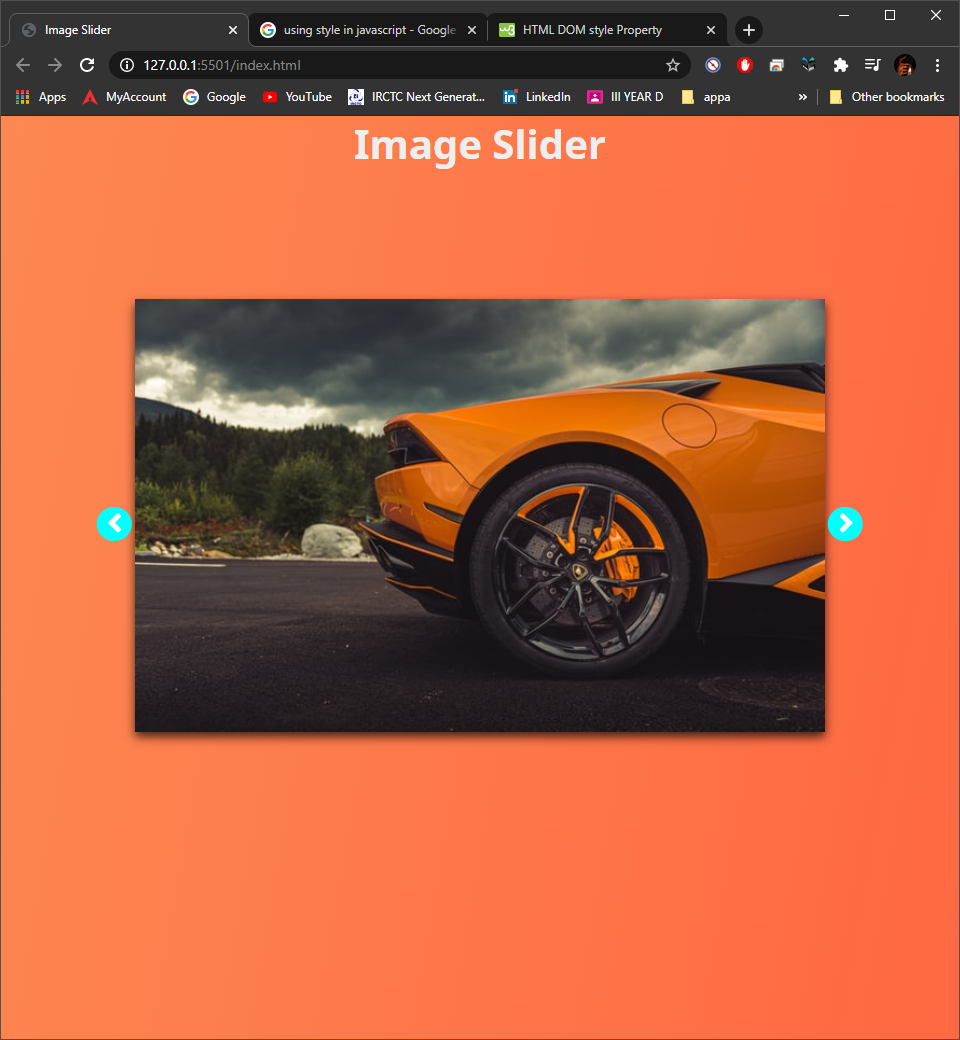 Image Slider
using style in javascript - Google
HTML DOM style Property
127.0.0.1:5501/index.html
Apps
MyAccount
Google
YouTube
IRCTC Next Generat...
LinkedIn
III YEAR D
appa
Other bookmarks
Image Slider